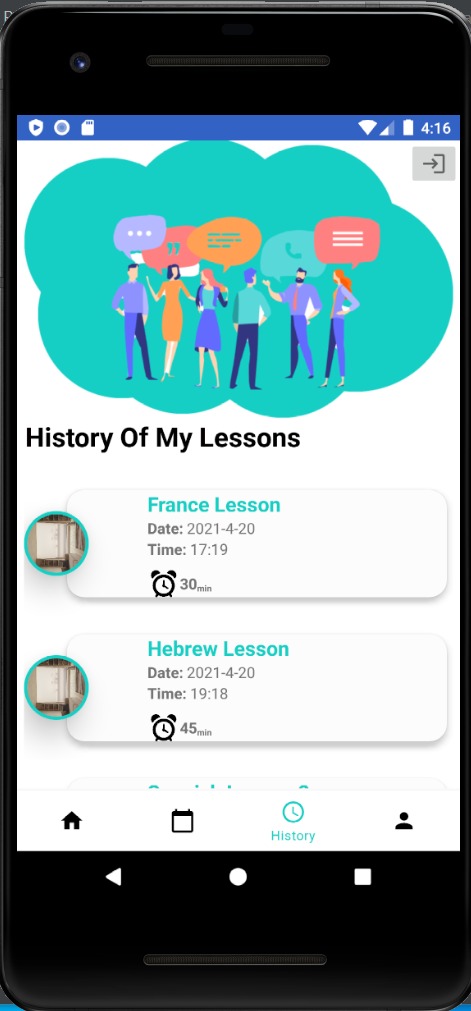 4:16
History Of My Lessons
France Lesson
Date: 2021-4-20
Time: 17:19
30min
Hebrew Lesson
Date: 2021-4-20
Time: 19:18
45min
History